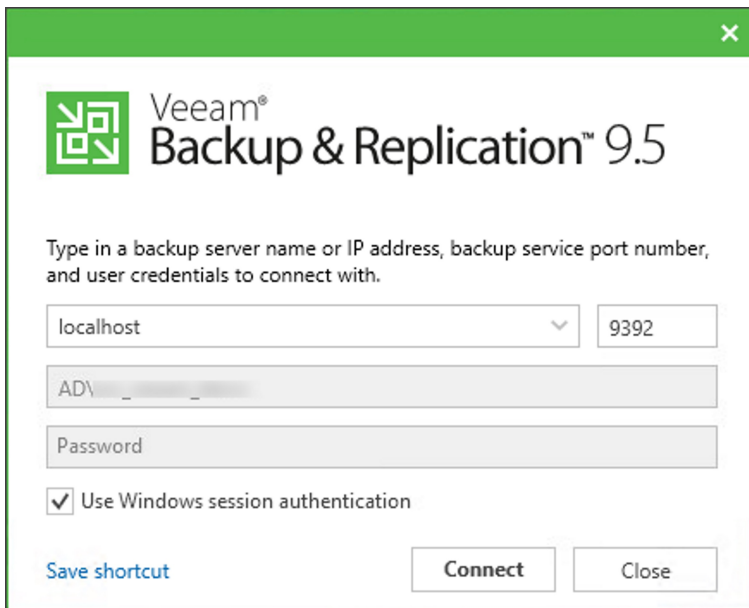 Veeam®
Backup & Replication™ 9.5
Type in a backup server name or IP address, backup service port number,
and user credentials to connect with.
localhost 9392
AD\
Password
Use Windows session authentication
Save shortcut Connect Close